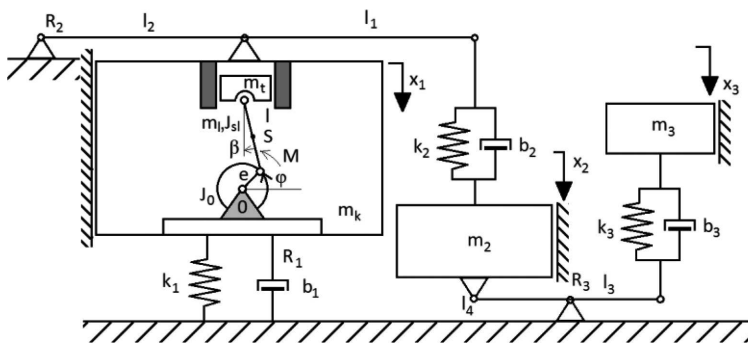 R₂ l₂ l₁
mₜ x₁ x₃
l
mₗ,Jₛₗ S m₃
β M k₂ b₂
x₂
e φ
J₀ 0 mₖ m₂ k₃ b₃
R₁ R₃ l₃
k₁ b₁ l₄